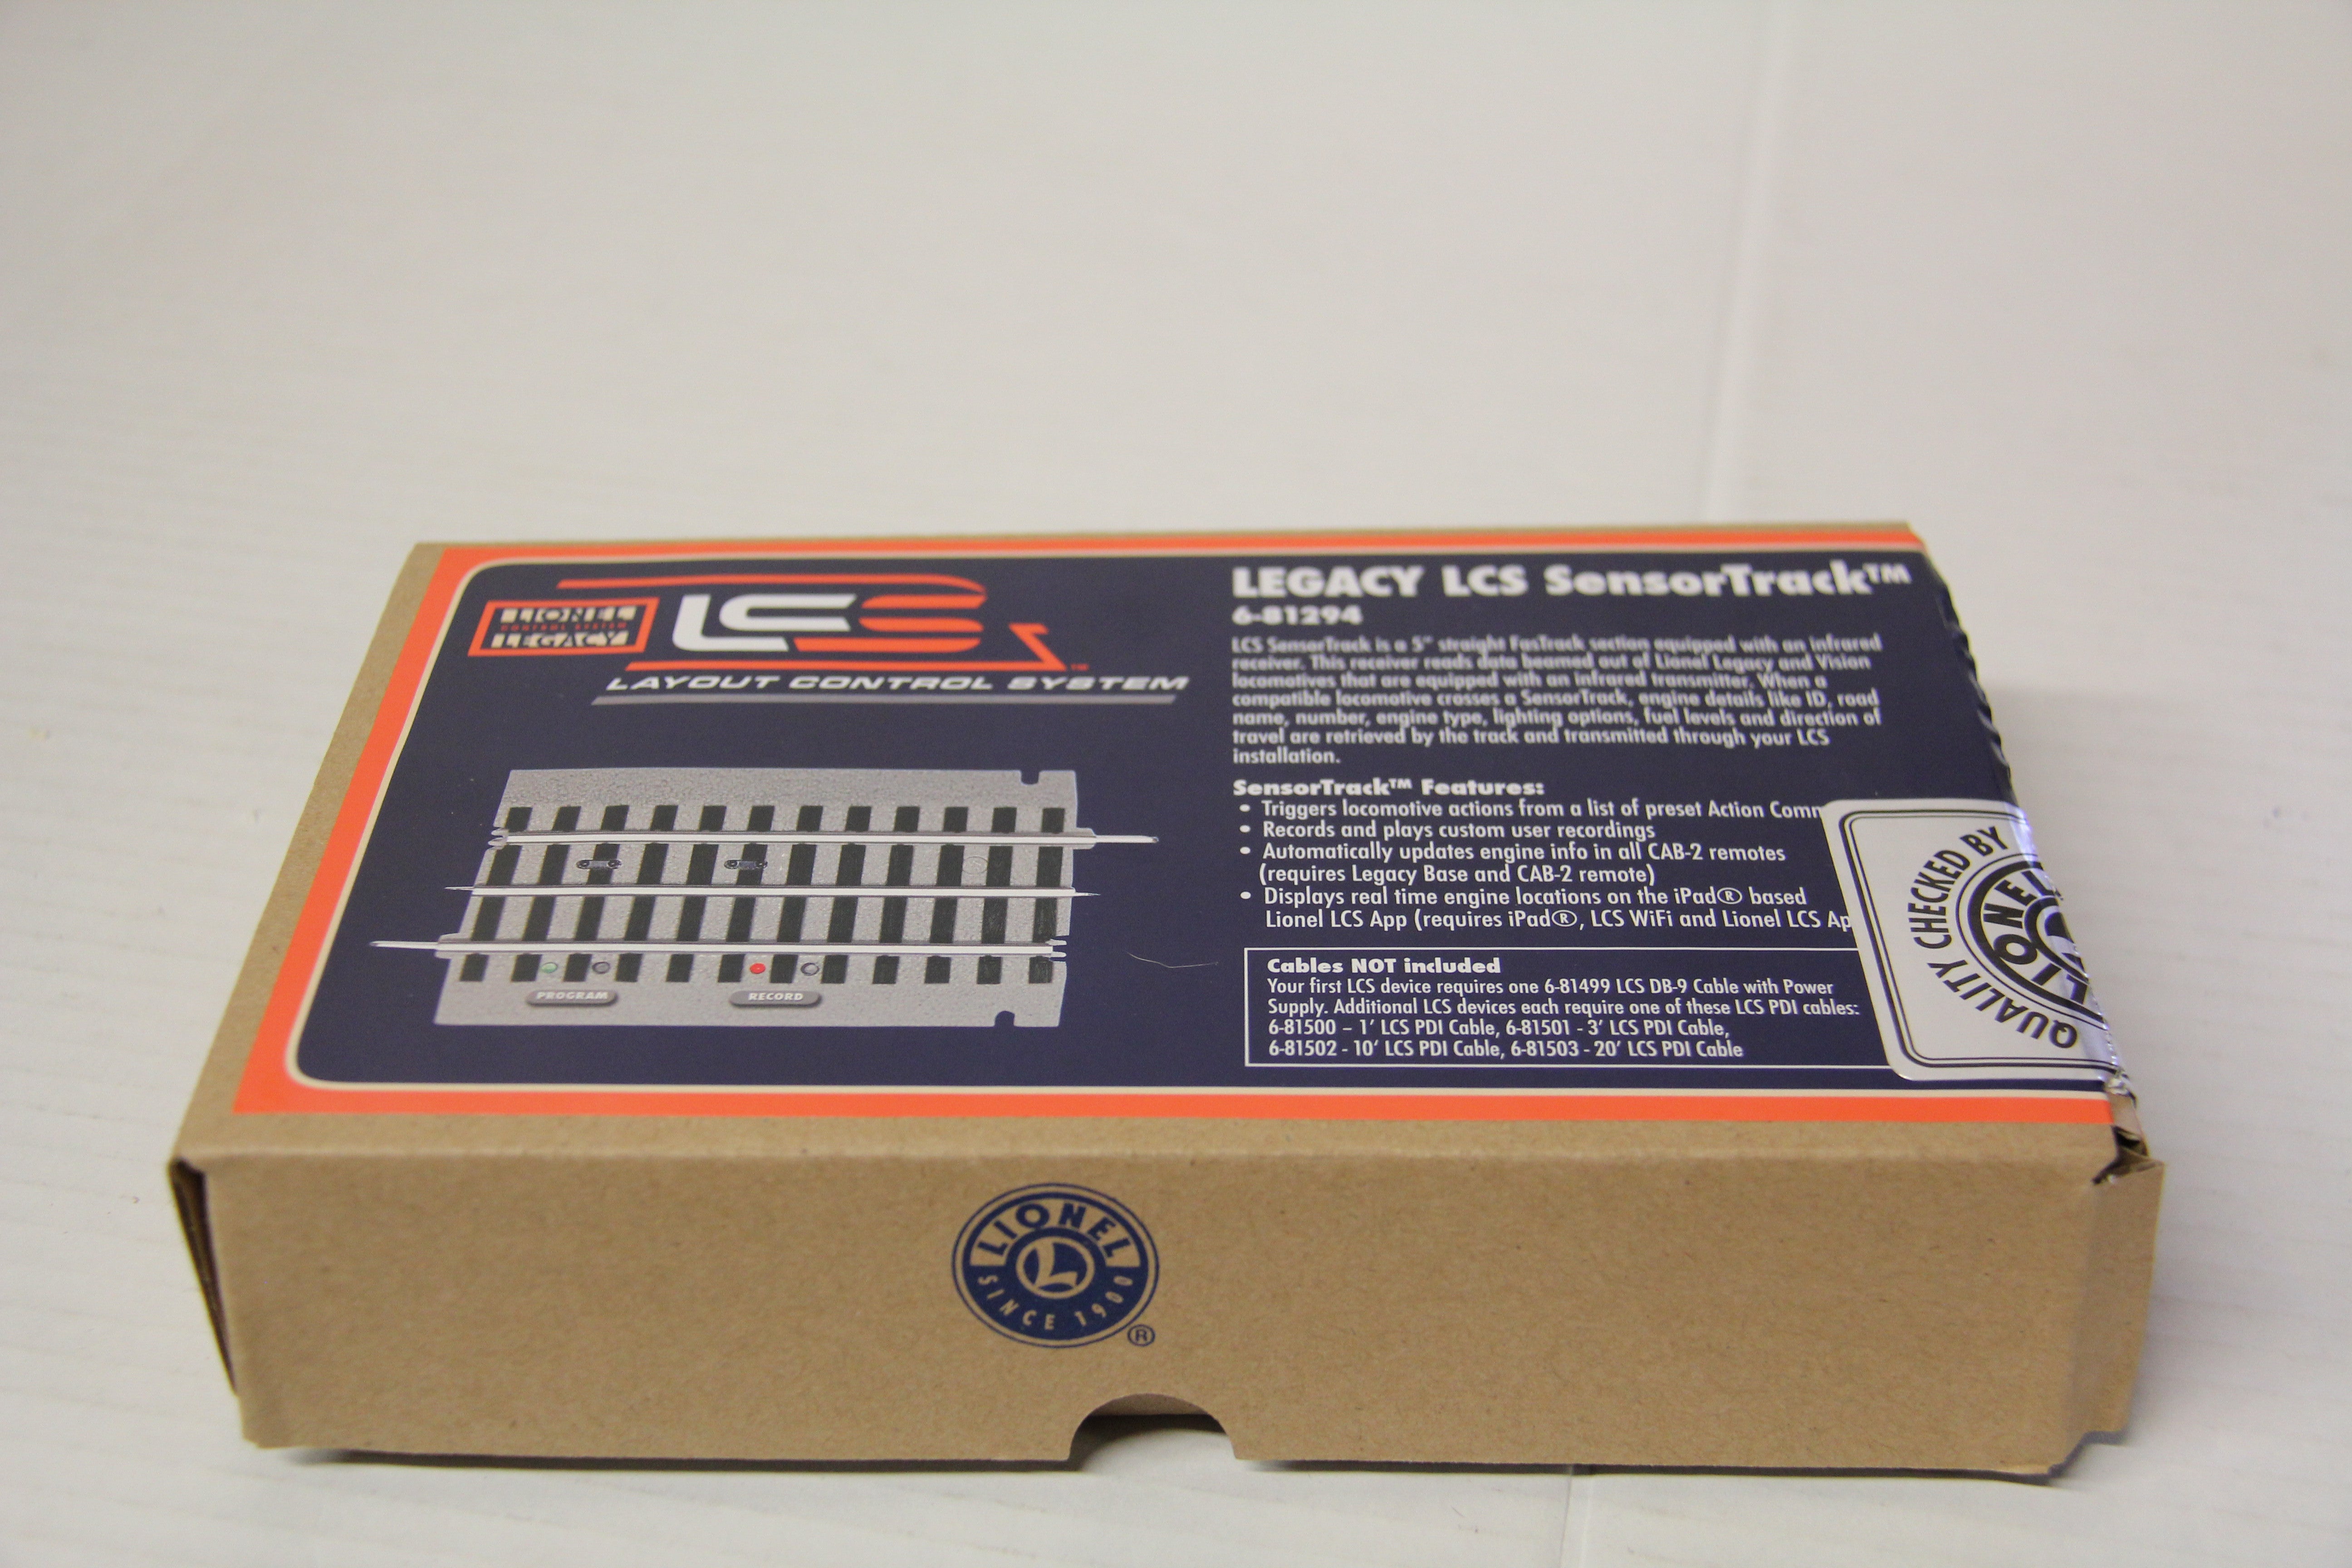 LIONEL
CONTROL SYSTEM
LEGACY
LCS
™
LAYOUT CONTROL SYSTEM
PROGRAM
RECORD
LEGACY LCS SensorTrack™
6-81294
LCS SensorTrack is a 5" straight FasTrack section equipped with an infrared
receiver. This receiver reads data beamed out of Lionel Legacy and Vision
locomotives that are equipped with an infrared transmitter. When a
compatible locomotive crosses a SensorTrack, engine details like ID, road
name, number, engine type, lighting options, fuel levels and direction of
travel are retrieved by the track and transmitted through your LCS
installation.
SensorTrack™ Features:
• Triggers locomotive actions from a list of preset Action Comm
• Records and plays custom user recordings
• Automatically updates engine info in all CAB-2 remotes
(requires Legacy Base and CAB-2 remote)
• Displays real time engine locations on the iPad® based
Lionel LCS App (requires iPad®, LCS WiFi and Lionel LCS Ap
Cables NOT included
Your first LCS device requires one 6-81499 LCS DB-9 Cable with Power
Supply. Additional LCS devices each require one of these LCS PDI cables:
6-81500 – 1' LCS PDI Cable, 6-81501 - 3' LCS PDI Cable,
6-81502 - 10' LCS PDI Cable, 6-81503 - 20' LCS PDI Cable
QUALITY CHECKED BY
LIONEL
LIONEL
L
SINCE 1900
®